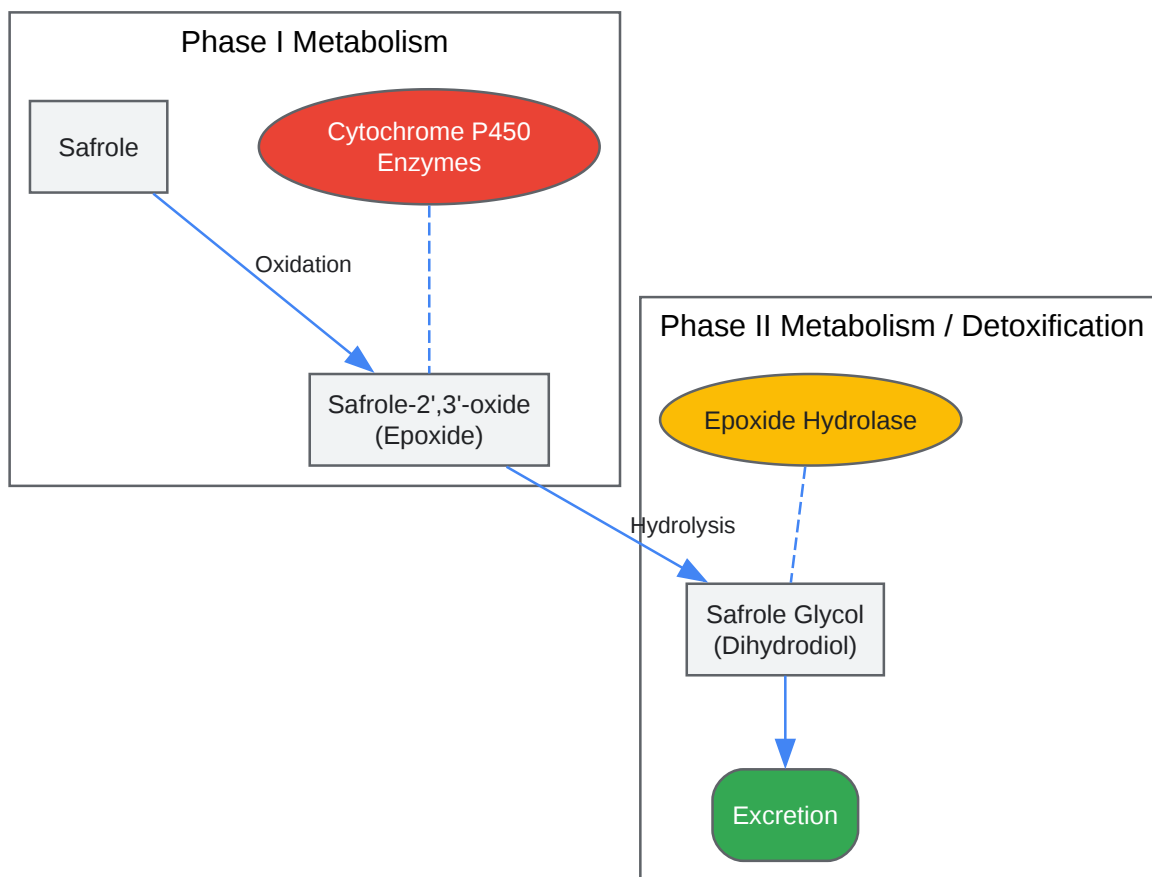 Phase I Metabolism
Safrole
Cytochrome P450
Enzymes
Oxidation
Safrole-2',3'-oxide
(Epoxide)
Phase II Metabolism / Detoxification
Epoxide Hydrolase
Hydrolysis
Safrole Glycol
(Dihydrodiol)
Excretion